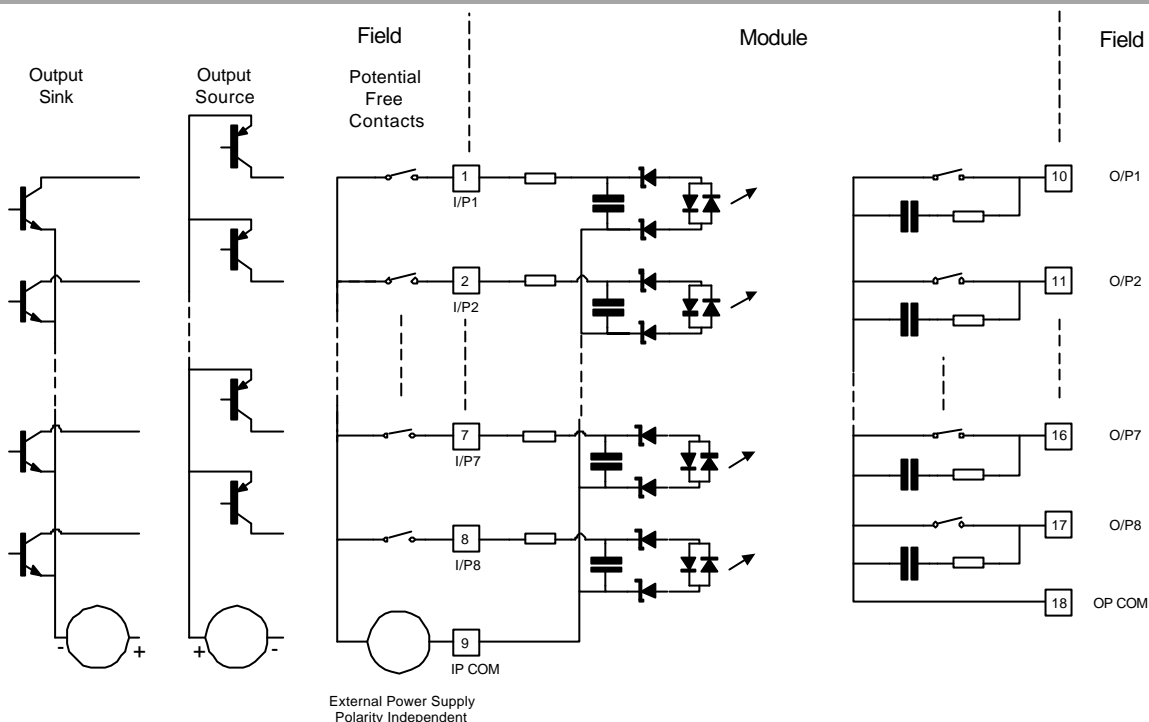 Field
Module
Field
Output
Sink
Output
Source
Potential
Free
Contacts
1
I/P1
10
O/P1
2
I/P2
11
O/P2
7
I/P7
16
O/P7
8
I/P8
17
O/P8
18
OP COM
- +
+ -
9
IP COM
External Power Supply
Polarity Independent